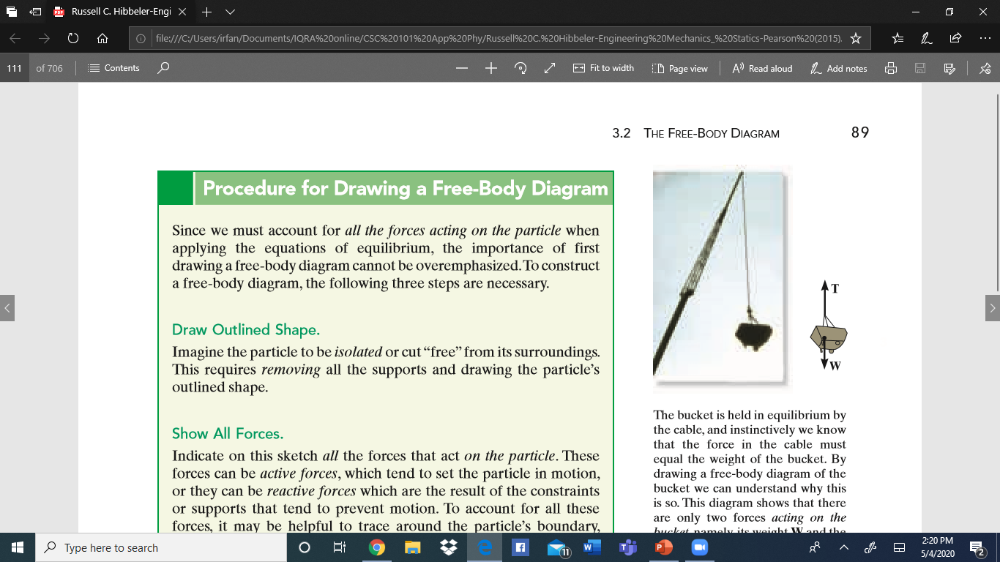 Russell C. Hibbeler-Engi
file:///C:/Users/irfan/Documents/IQRA%20online/CSC%20101%20App%20Phy/Russell%20C.%20Hibbeler-Engineering%20Mechanics_%20Statics-Pearson%20(2015).
111 of 706 Contents Fit to width Page view Read aloud Add notes
3.2 THE FREE-BODY DIAGRAM 89
Procedure for Drawing a Free-Body Diagram
Since we must account for all the forces acting on the particle when
applying the equations of equilibrium, the importance of first
drawing a free-body diagram cannot be overemphasized. To construct
a free-body diagram, the following three steps are necessary.
Draw Outlined Shape.
Imagine the particle to be isolated or cut “free” from its surroundings.
This requires removing all the supports and drawing the particle’s
outlined shape.
Show All Forces.
Indicate on this sketch all the forces that act on the particle. These
forces can be active forces, which tend to set the particle in motion,
or they can be reactive forces which are the result of the constraints
or supports that tend to prevent motion. To account for all these
forces, it may be helpful to trace around the particle’s boundary,
T
W
The bucket is held in equilibrium by
the cable, and instinctively we know
that the force in the cable must
equal the weight of the bucket. By
drawing a free-body diagram of the
bucket we can understand why this
is so. This diagram shows that there
are only two forces acting on the
bucket, namely, its weight W and the
Type here to search
11
2:20 PM
5/4/2020
2